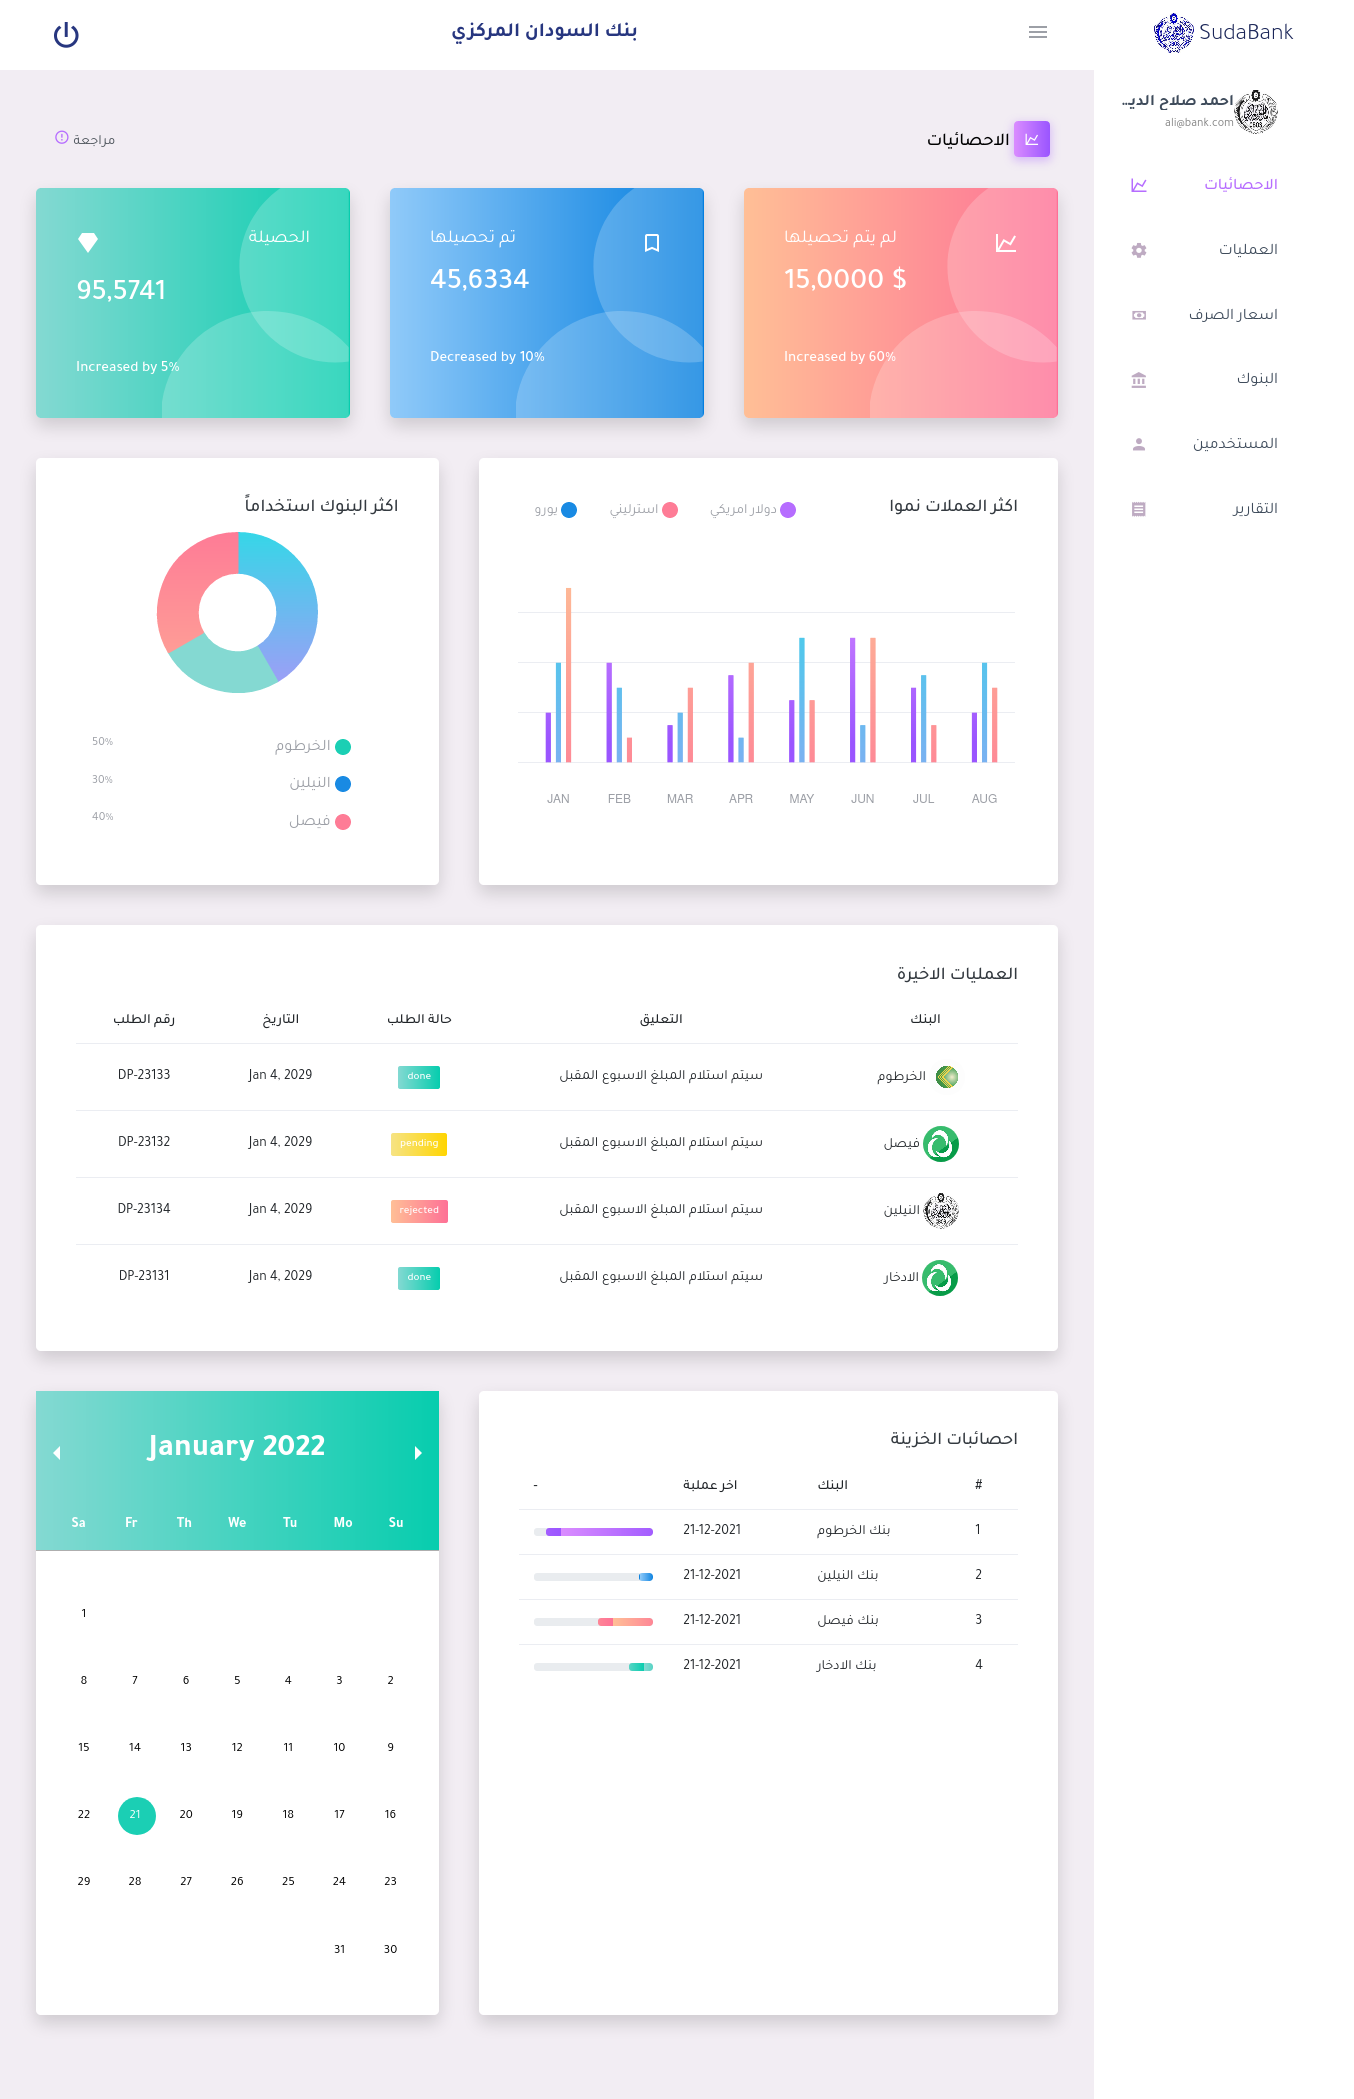 SudaBank
بنك السودان المركزي
احمد صلاح الديـ...
ali@bank.com
الاحصائيات
العمليات
اسعار الصرف
البنوك
المستخدمين
التقارير
الاحصائيات
مراجعة
لم يتم تحصيلها
15,0000 $
Increased by 60%
تم تحصيلها
45,6334
Decreased by 10%
الحصيلة
95,5741
Increased by 5%
اكثر العملات نموا
دولار امريكي
استرليني
يورو
JAN FEB MAR APR MAY JUN JUL AUG
اكثر البنوك استخداماً
الخرطوم 50%
النيلين 30%
فيصل 40%
العمليات الاخيرة
البنك التعليق حالة الطلب التاريخ رقم الطلب
الخرطوم سيتم استلام المبلغ الاسبوع المقبل done Jan 4, 2029 DP-23133
فيصل سيتم استلام المبلغ الاسبوع المقبل pending Jan 4, 2029 DP-23132
النيلين سيتم استلام المبلغ الاسبوع المقبل rejected Jan 4, 2029 DP-23134
الادخار سيتم استلام المبلغ الاسبوع المقبل done Jan 4, 2029 DP-23131
احصائيات الخزينة
# البنك اخر عملية -
1 بنك الخرطوم 21-12-2021
2 بنك النيلين 21-12-2021
3 بنك فيصل 21-12-2021
4 بنك الادخار 21-12-2021
January 2022
Su Mo Tu We Th Fr Sa
1
2 3 4 5 6 7 8
9 10 11 12 13 14 15
16 17 18 19 20 21 22
23 24 25 26 27 28 29
30 31